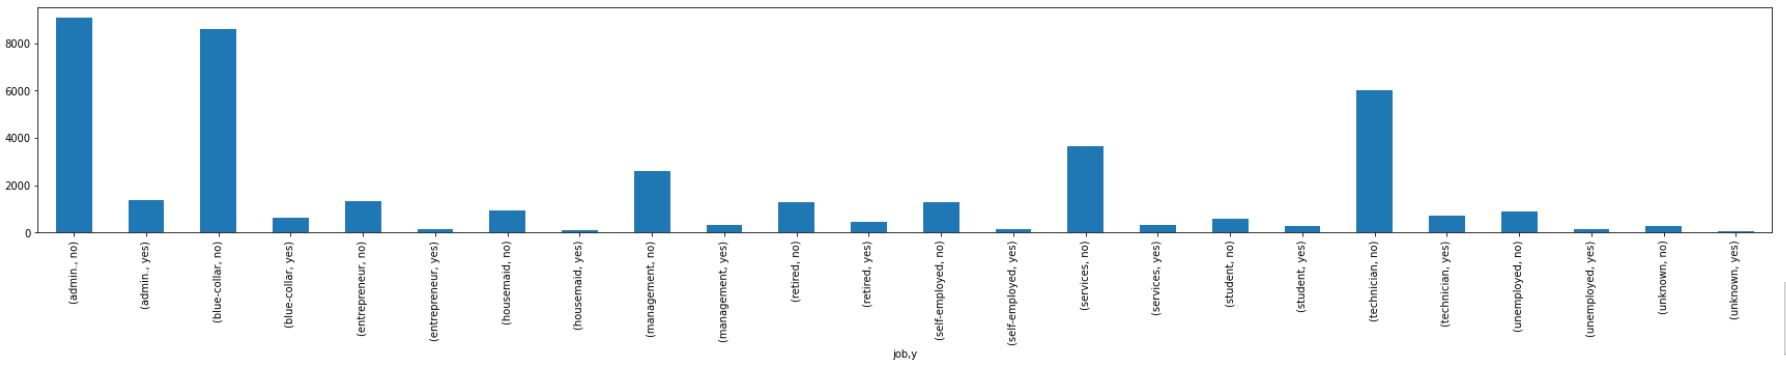 8000
6000
4000
2000
0
(admin., no)
(admin., yes)
(blue-collar, no)
(blue-collar, yes)
(entrepreneur, no)
(entrepreneur, yes)
(housemaid, no)
(housemaid, yes)
(management, no)
(management, yes)
(retired, no)
(retired, yes)
(self-employed, no)
(self-employed, yes)
(services, no)
(services, yes)
(student, no)
(student, yes)
(technician, no)
(technician, yes)
(unemployed, no)
(unemployed, yes)
(unknown, no)
(unknown, yes)
job,y